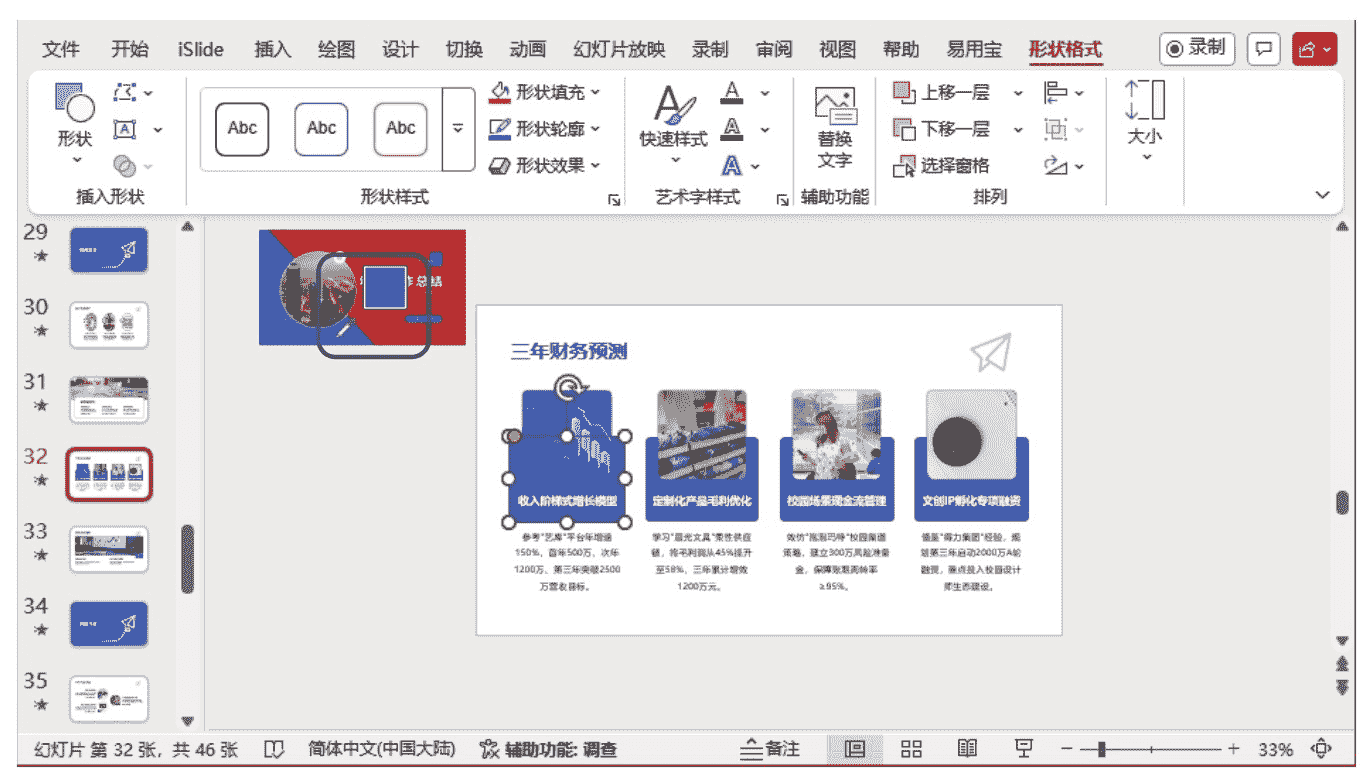 文件 开始 iSlide 插入 绘图 设计 切换 动画 幻灯片放映 录制 审阅 视图 帮助 易用宝 形状格式 录制
形状
插入形状
Abc Abc Abc
形状填充
形状轮廓
形状效果
形状样式
快速样式
艺术字样式
替换
文字
辅助功能
上移一层
下移一层
选择窗格
排列
大小
29
30
31
32
33
34
35
作总结
三年财务预测
收入阶梯式增长模型
参考"艺库"平台年增速
150%，首年500万，次年
1200万，第三年突破2500
万营收目标。
定制化产品毛利优化
学习"晨光文具"柔性供应
链，将毛利润从45%提升
至58%，三年累计增效
1200万元。
校园场景现金流管理
效仿"泡泡玛特"校园渠道
策略，建立300万风险准备
金，保障账期周转率
≥95%。
文创IP孵化专项融资
借鉴"得力集团"经验，规
划第三年启动2000万A轮
融资，重点投入校园设计
师生态建设。
幻灯片 第 32 张，共 46 张 简体中文(中国大陆) 辅助功能: 调查 备注 33%